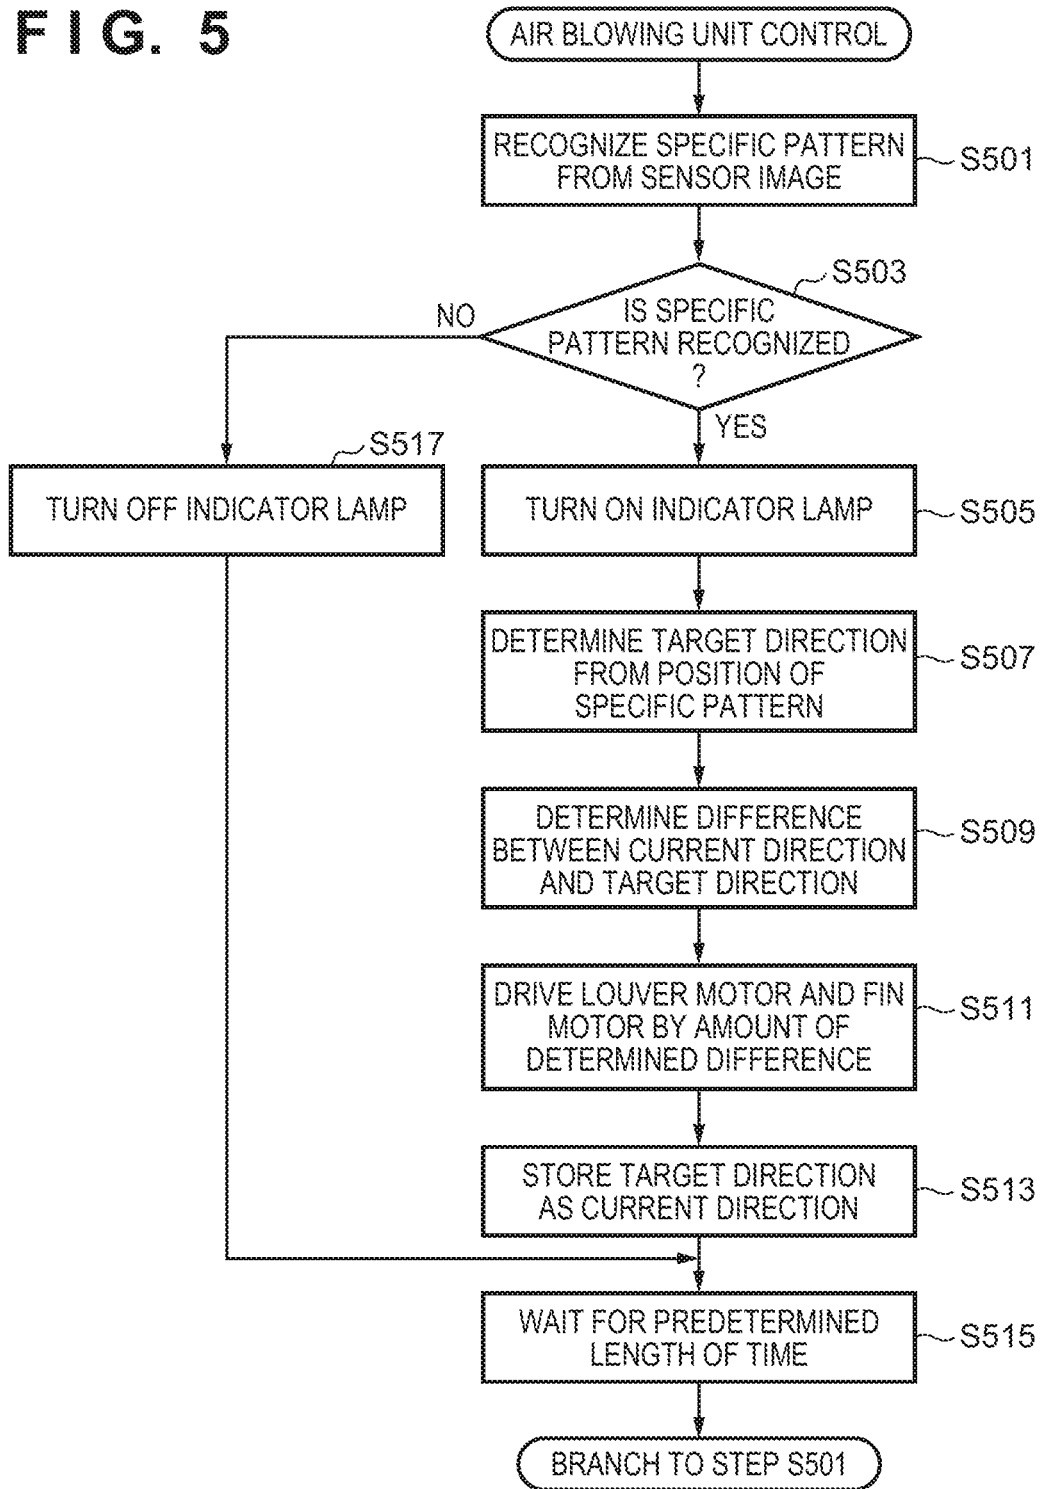 FIG. 5
AIR BLOWING UNIT CONTROL
RECOGNIZE SPECIFIC PATTERN
FROM SENSOR IMAGE
S501
S503
IS SPECIFIC
PATTERN RECOGNIZED
?
NO
YES
S517
TURN OFF INDICATOR LAMP
TURN ON INDICATOR LAMP
S505
DETERMINE TARGET DIRECTION
FROM POSITION OF
SPECIFIC PATTERN
S507
DETERMINE DIFFERENCE
BETWEEN CURRENT DIRECTION
AND TARGET DIRECTION
S509
DRIVE LOUVER MOTOR AND FIN
MOTOR BY AMOUNT OF
DETERMINED DIFFERENCE
S511
STORE TARGET DIRECTION
AS CURRENT DIRECTION
S513
WAIT FOR PREDETERMINED
LENGTH OF TIME
S515
BRANCH TO STEP S501